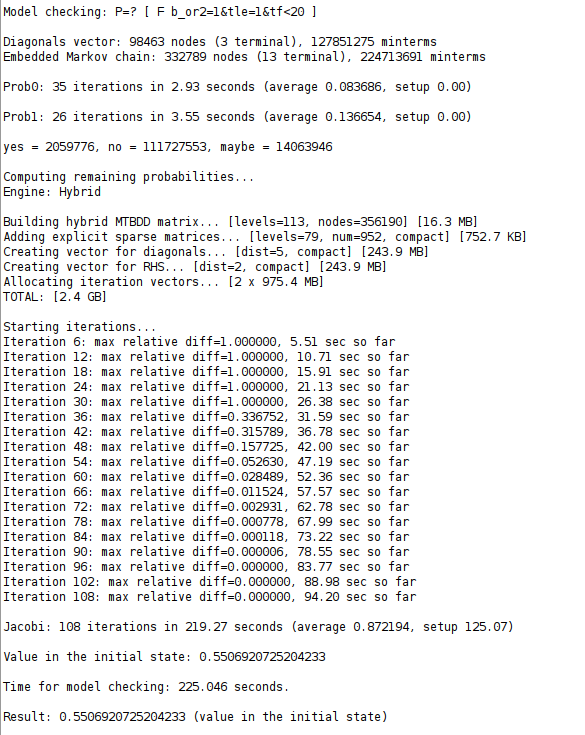 Model checking: P=? [ F b_or2=1&tle=1&tf<20 ]
Diagonals vector: 98463 nodes (3 terminal), 127851275 minterms
Embedded Markov chain: 332789 nodes (13 terminal), 224713691 minterms
Prob0: 35 iterations in 2.93 seconds (average 0.083686, setup 0.00)
Prob1: 26 iterations in 3.55 seconds (average 0.136654, setup 0.00)
yes = 2059776, no = 111727553, maybe = 14063946
Computing remaining probabilities...
Engine: Hybrid
Building hybrid MTBDD matrix... [levels=113, nodes=356190] [16.3 MB]
Adding explicit sparse matrices... [levels=79, num=952, compact] [752.7 KB]
Creating vector for diagonals... [dist=5, compact] [243.9 MB]
Creating vector for RHS... [dist=2, compact] [243.9 MB]
Allocating iteration vectors... [2 x 975.4 MB]
TOTAL: [2.4 GB]
Starting iterations...
Iteration 6: max relative diff=1.000000, 5.51 sec so far
Iteration 12: max relative diff=1.000000, 10.71 sec so far
Iteration 18: max relative diff=1.000000, 15.91 sec so far
Iteration 24: max relative diff=1.000000, 21.13 sec so far
Iteration 30: max relative diff=1.000000, 26.38 sec so far
Iteration 36: max relative diff=0.336752, 31.59 sec so far
Iteration 42: max relative diff=0.315789, 36.78 sec so far
Iteration 48: max relative diff=0.157725, 42.00 sec so far
Iteration 54: max relative diff=0.052630, 47.19 sec so far
Iteration 60: max relative diff=0.028489, 52.36 sec so far
Iteration 66: max relative diff=0.011524, 57.57 sec so far
Iteration 72: max relative diff=0.002931, 62.78 sec so far
Iteration 78: max relative diff=0.000778, 67.99 sec so far
Iteration 84: max relative diff=0.000118, 73.22 sec so far
Iteration 90: max relative diff=0.000006, 78.55 sec so far
Iteration 96: max relative diff=0.000000, 83.77 sec so far
Iteration 102: max relative diff=0.000000, 88.98 sec so far
Iteration 108: max relative diff=0.000000, 94.20 sec so far
Jacobi: 108 iterations in 219.27 seconds (average 0.872194, setup 125.07)
Value in the initial state: 0.5506920725204233
Time for model checking: 225.046 seconds.
Result: 0.5506920725204233 (value in the initial state)